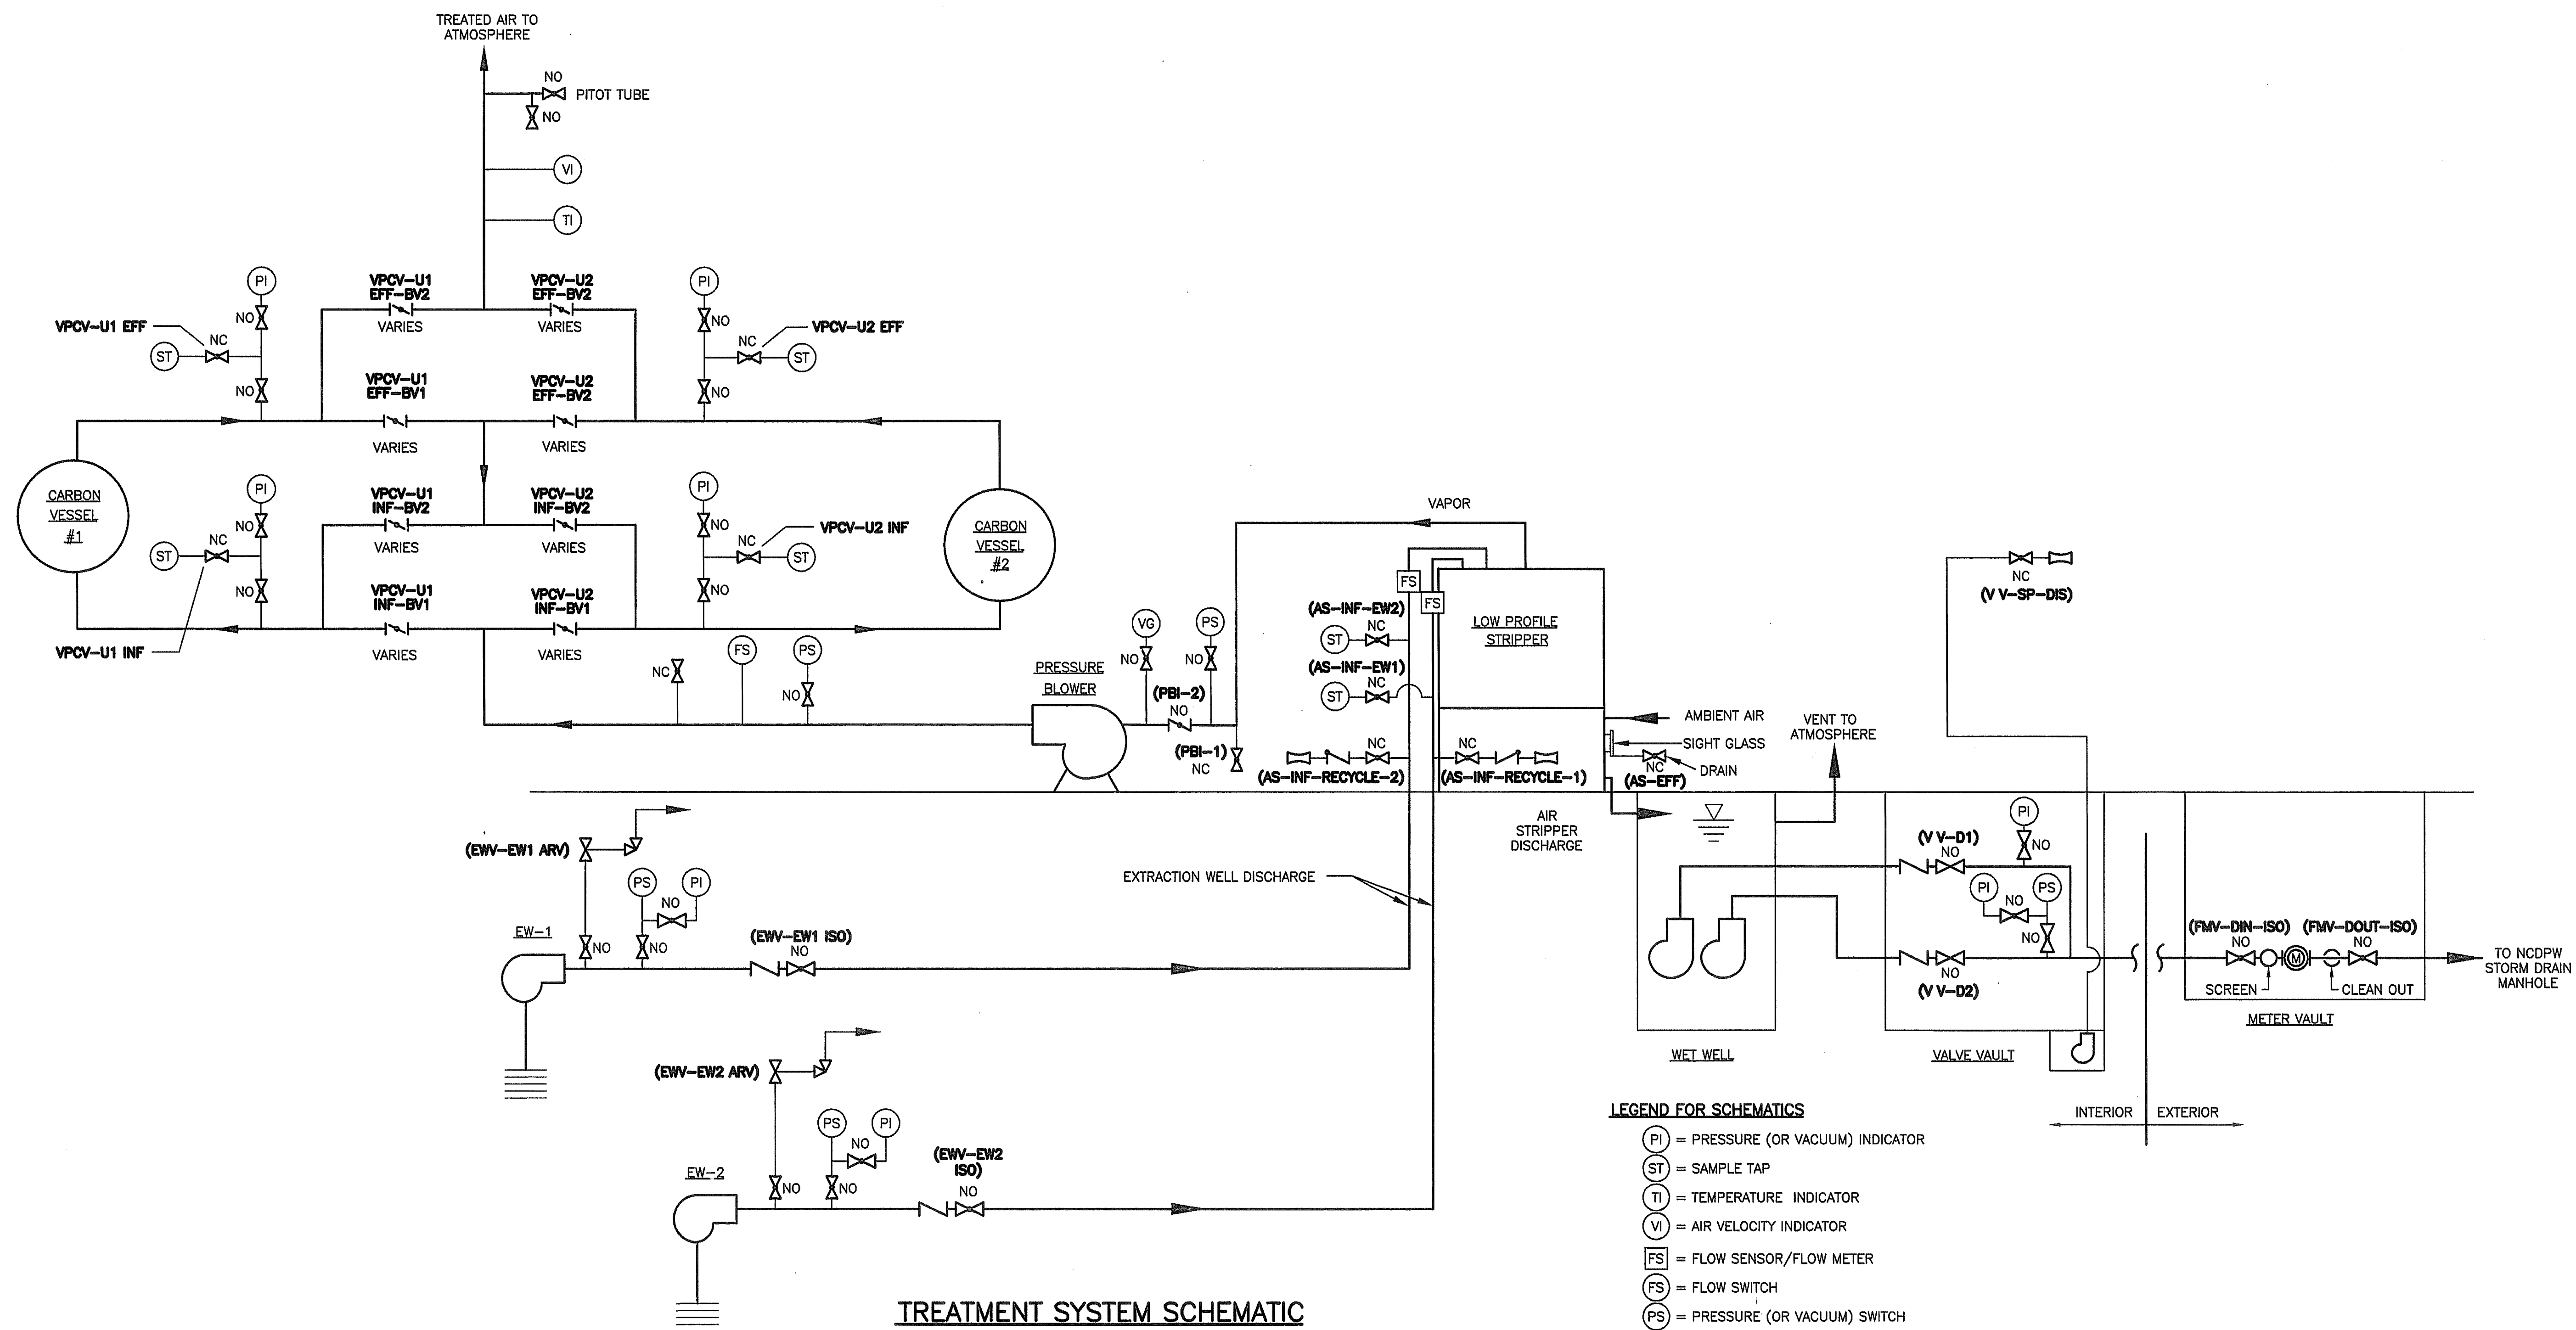 TREATED AIR TO
ATMOSPHERE
NO
PITOT TUBE
NO
VI
TI
PI
VPCV-U1
EFF-BV2
VPCV-U2
EFF-BV2
PI
NO
VARIES
VARIES
NO
VPCV-U1 EFF
NC
ST
NC
VPCV-U2 EFF
ST
NO
VPCV-U1
EFF-BV1
VPCV-U2
EFF-BV2
NO
VARIES
VARIES
CARBON
VESSEL
#1
PI
VPCV-U1
INF-BV2
VPCV-U2
INF-BV2
PI
NO
NO
VARIES
VARIES
ST
NC
NC
VPCV-U2 INF
ST
CARBON
VESSEL
#2
NO
VPCV-U1
INF-BV1
VPCV-U2
INF-BV1
NO
VARIES
VARIES
VPCV-U1 INF
NC
FS
PS
NO
PRESSURE
BLOWER
VG
NO
PS
NO
(PBI-2)
NO
(PBI-1)
NC
VAPOR
FS
FS
(AS-INF-EW2)
NC
ST
(AS-INF-EW1)
NC
ST
LOW PROFILE
STRIPPER
NC
(AS-INF-RECYCLE-2)
NC
(AS-INF-RECYCLE-1)
AMBIENT AIR
SIGHT GLASS
DRAIN
NC
(AS-EFF)
VENT TO
ATMOSPHERE
NC
(V V-SP-DIS)
AIR
STRIPPER
DISCHARGE
EXTRACTION WELL DISCHARGE
(EWV-EW1 ARV)
PS
PI
NO
EW-1
NO
NO
(EWV-EW1 ISO)
NO
(EWV-EW2 ARV)
PS
PI
NO
EW-2
NO
NO
(EWV-EW2
ISO)
NO
PI
NO
(V V-D1)
NO
PI
PS
NO
NO
NO
(V V-D2)
WET WELL
VALVE VAULT
(FMV-DIN-ISO)
(FMV-DOUT-ISO)
NO
NO
M
SCREEN
CLEAN OUT
METER VAULT
TO NCDPW
STORM DRAIN
MANHOLE
INTERIOR
EXTERIOR
LEGEND FOR SCHEMATICS
PI = PRESSURE (OR VACUUM) INDICATOR
ST = SAMPLE TAP
TI = TEMPERATURE INDICATOR
VI = AIR VELOCITY INDICATOR
FS = FLOW SENSOR/FLOW METER
FS = FLOW SWITCH
PS = PRESSURE (OR VACUUM) SWITCH
TREATMENT SYSTEM SCHEMATIC